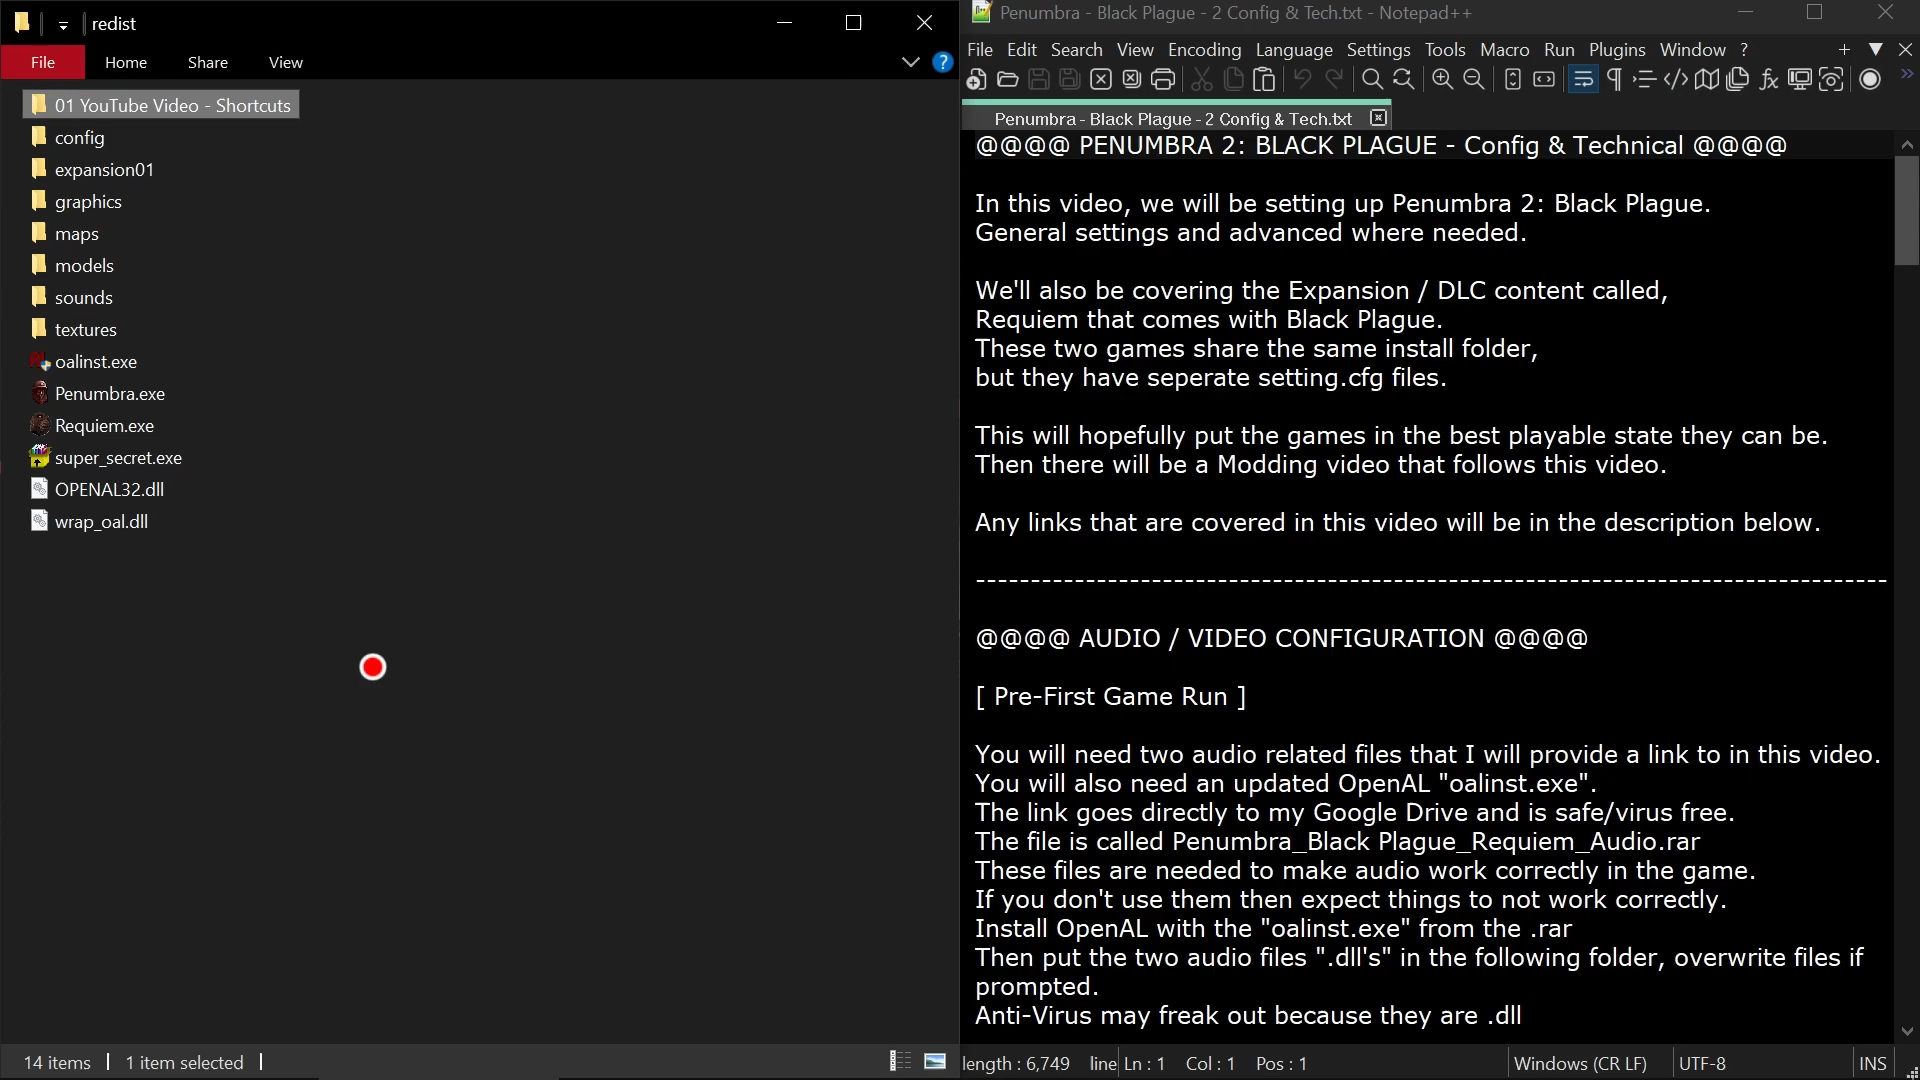 redist
File Home Share View
01 YouTube Video - Shortcuts
config
expansion01
graphics
maps
models
sounds
textures
oalinst.exe
Penumbra.exe
Requiem.exe
super_secret.exe
OPENAL32.dll
wrap_oal.dll
14 items 1 item selected
Penumbra - Black Plague - 2 Config & Tech.txt - Notepad++
File Edit Search View Encoding Language Settings Tools Macro Run Plugins Window ?
Penumbra - Black Plague - 2 Config & Tech.txt
@@@@ PENUMBRA 2: BLACK PLAGUE - Config & Technical @@@@
In this video, we will be setting up Penumbra 2: Black Plague.
General settings and advanced where needed.
We'll also be covering the Expansion / DLC content called,
Requiem that comes with Black Plague.
These two games share the same install folder,
but they have seperate setting.cfg files.
This will hopefully put the games in the best playable state they can be.
Then there will be a Modding video that follows this video.
Any links that are covered in this video will be in the description below.
------------------------------------------------------------------------------------
@@@@ AUDIO / VIDEO CONFIGURATION @@@@
[ Pre-First Game Run ]
You will need two audio related files that I will provide a link to in this video.
You will also need an updated OpenAL "oalinst.exe".
The link goes directly to my Google Drive and is safe/virus free.
The file is called Penumbra_Black Plague_Requiem_Audio.rar
These files are needed to make audio work correctly in the game.
If you don't use them then expect things to not work correctly.
Install OpenAL with the "oalinst.exe" from the .rar
Then put the two audio files ".dll's" in the following folder, overwrite files if
prompted.
Anti-Virus may freak out because they are .dll
length : 6,749 line Ln : 1 Col : 1 Pos : 1 Windows (CR LF) UTF-8 INS